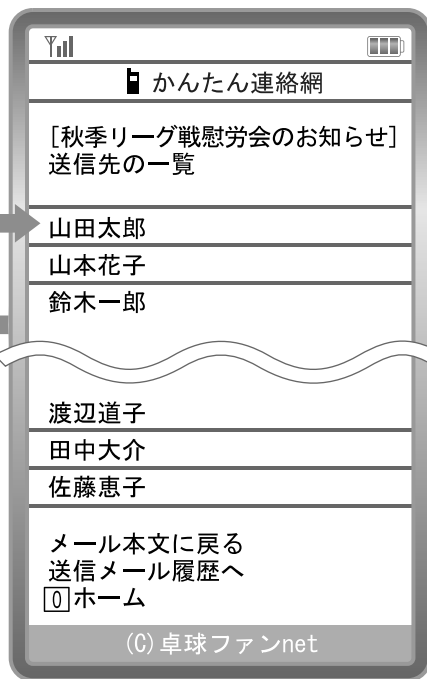 かんたん連絡網
[秋季リーグ戦慰労会のお知らせ]
送信先の一覧
山田太郎
山本花子
鈴木一郎
渡辺道子
田中大介
佐藤恵子
メール本文に戻る
送信メール履歴へ
0ホーム
(C)卓球ファンnet